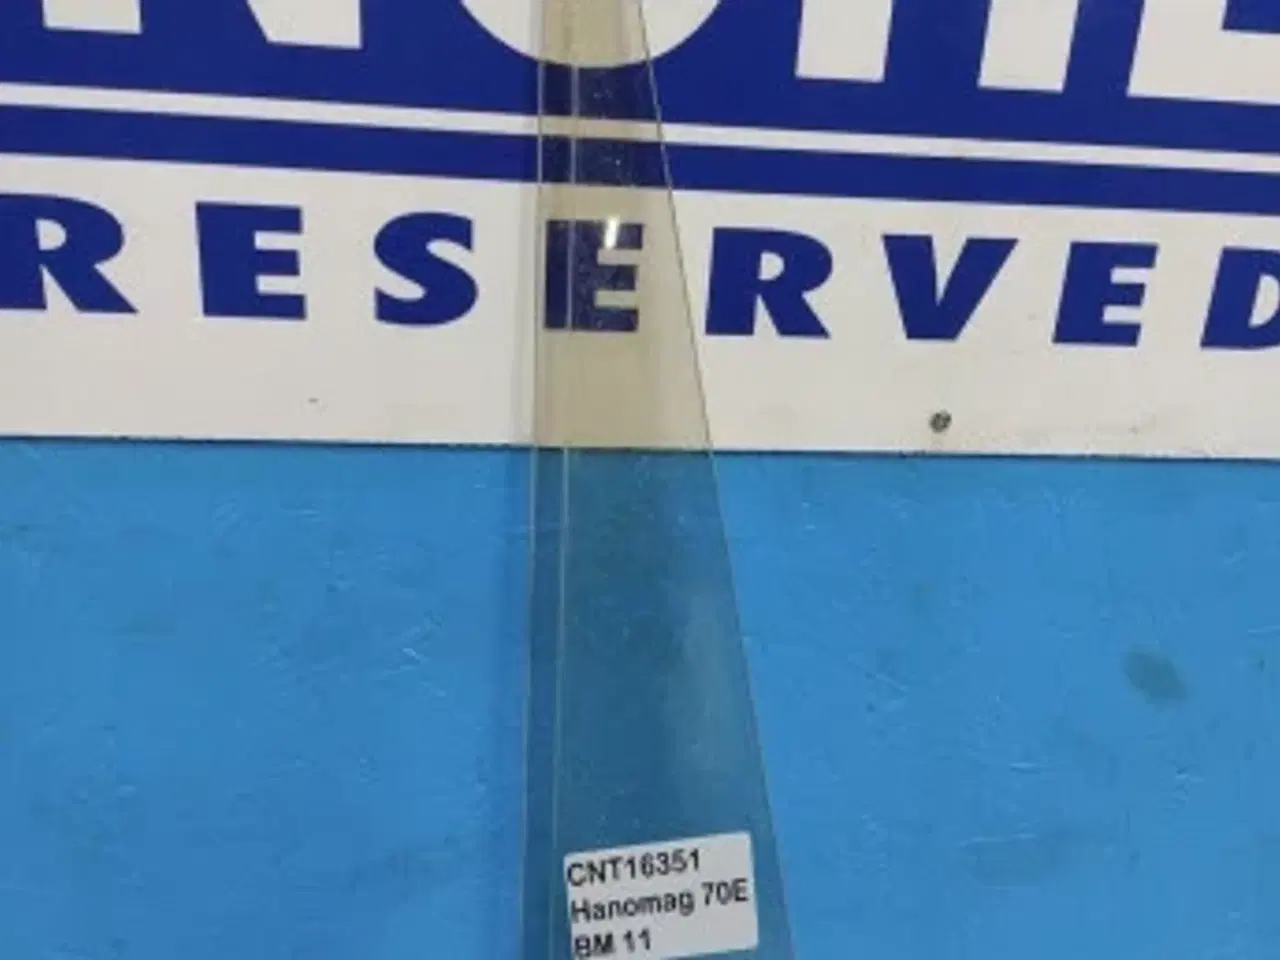 RESERVED
CNT16351
Hanomag 70E
BM 11